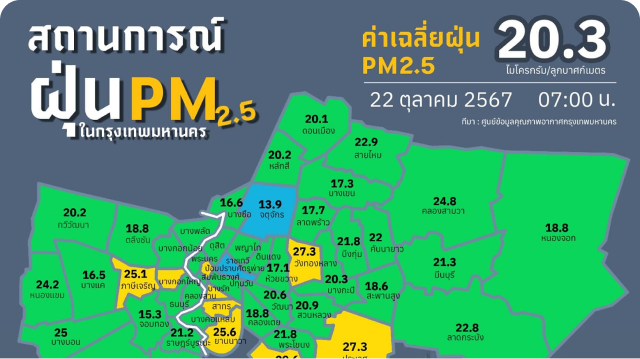 สถานการณ์
ฝุ่น PM2.5
ในกรุงเทพมหานคร
ค่าเฉลี่ยฝุ่น
PM2.5
20.3
ไมโครกรัม/ลูกบาศก์เมตร
22 ตุลาคม 2567 07:00 น.
ที่มา : ศูนย์ข้อมูลคุณภาพอากาศกรุงเทพมหานคร
20.1
ดอนเมือง
22.9
สายไหม
20.2
หลักสี่
17.3
บางเขน
16.6
บางซื่อ
13.9
จตุจักร
24.8
คลองสามวา
18.8
หนองจอก
20.2
ทวีวัฒนา
18.8
ตลิ่งชัน
บางพลัด
17.7
ลาดพร้าว
21.8
บึงกุ่ม
22
คันนายาว
21.3
มีนบุรี
บางกอกน้อย
ดุสิต
พญาไท
ดินแดง
27.3
วังทองหลาง
พระนคร
ราชเทวี
ป้อมปราบศัตรูพ่าย
สัมพันธวงศ์
ปทุมวัน
17.1
ห้วยขวาง
20.3
บางกะปิ
18.6
สะพานสูง
24.2
หนองแขม
16.5
บางแค
25.1
ภาษีเจริญ
บางกอกใหญ่
บางรัก
คลองสาน
ธนบุรี
สาทร
20.6
วัฒนา
20.9
สวนหลวง
15.3
จอมทอง
บางคอแหลม
18.8
คลองเตย
25
บางบอน
21.2
ราษฎร์บูรณะ
25.6
ยานนาวา
21.8
พระโขนง
27.3
ประเวศ
22.8
ลาดกระบัง